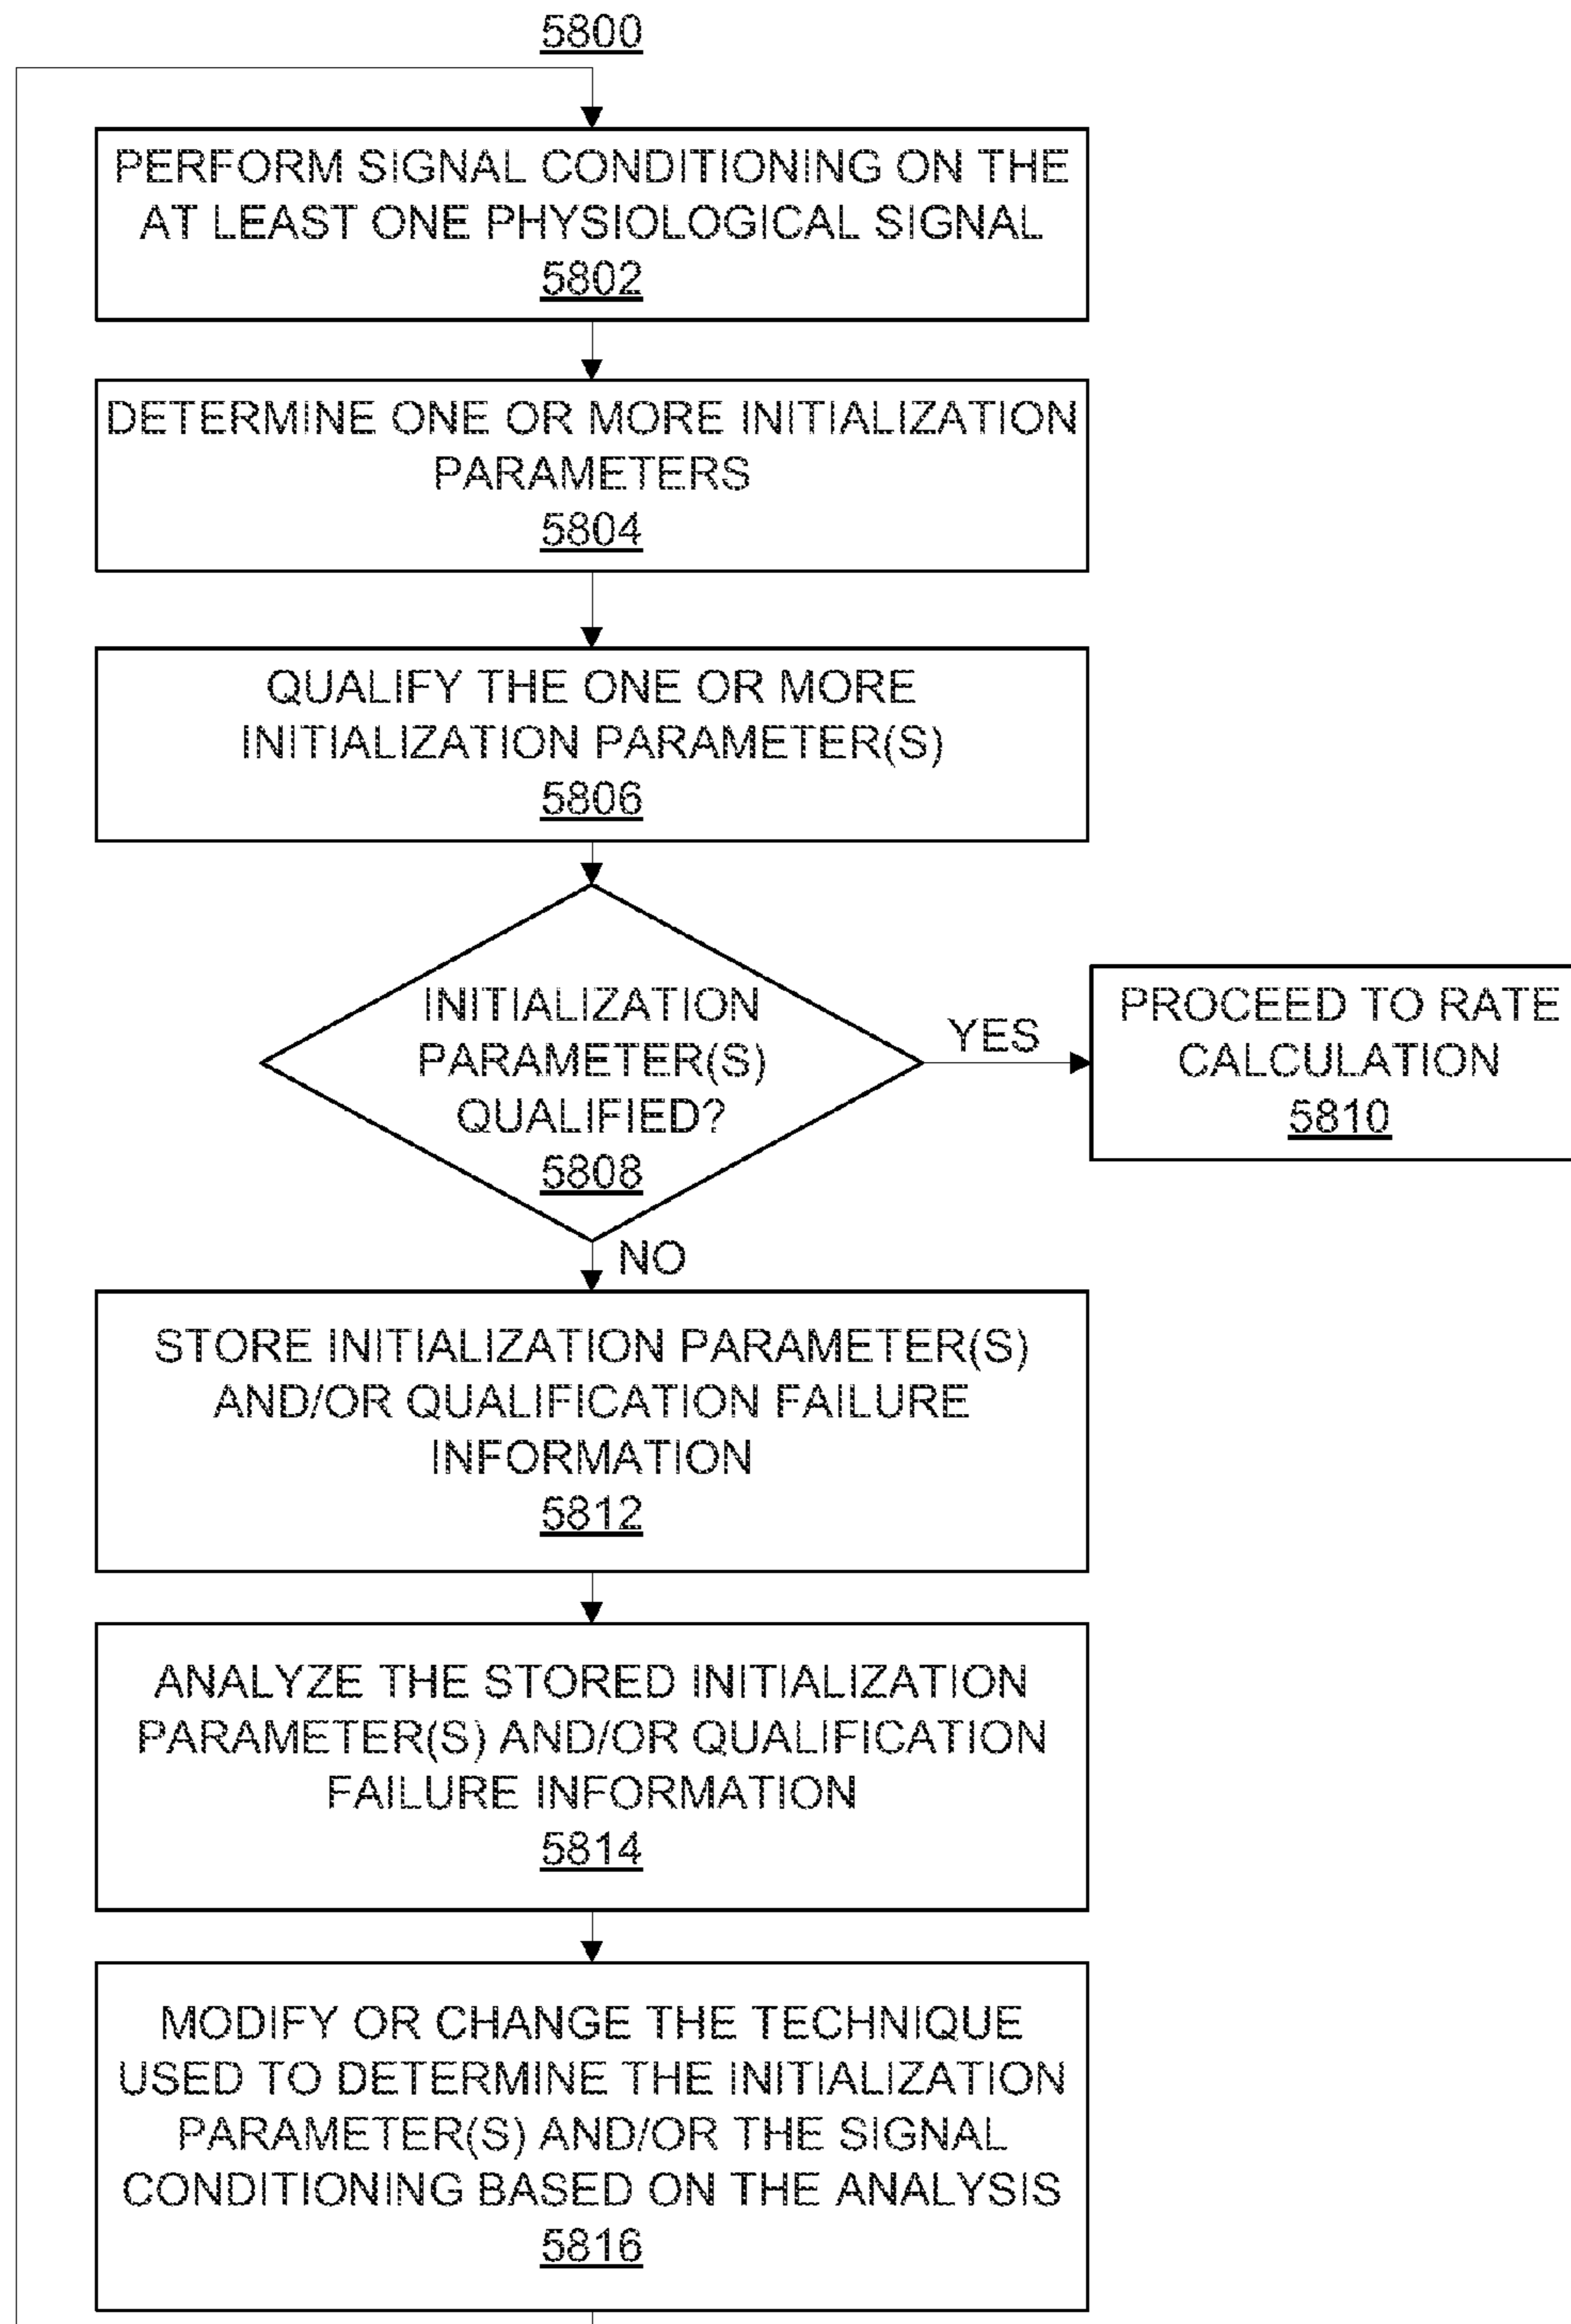 5800
PERFORM SIGNAL CONDITIONING ON THE
AT LEAST ONE PHYSIOLOGICAL SIGNAL
5802
DETERMINE ONE OR MORE INITIALIZATION
PARAMETERS
5804
QUALIFY THE ONE OR MORE
INITIALIZATION PARAMETER(S)
5806
INITIALIZATION
PARAMETER(S)
QUALIFIED?
5808
YES
PROCEED TO RATE
CALCULATION
5810
NO
STORE INITIALIZATION PARAMETER(S)
AND/OR QUALIFICATION FAILURE
INFORMATION
5812
ANALYZE THE STORED INITIALIZATION
PARAMETER(S) AND/OR QUALIFICATION
FAILURE INFORMATION
5814
MODIFY OR CHANGE THE TECHNIQUE
USED TO DETERMINE THE INITIALIZATION
PARAMETER(S) AND/OR THE SIGNAL
CONDITIONING BASED ON THE ANALYSIS
5816